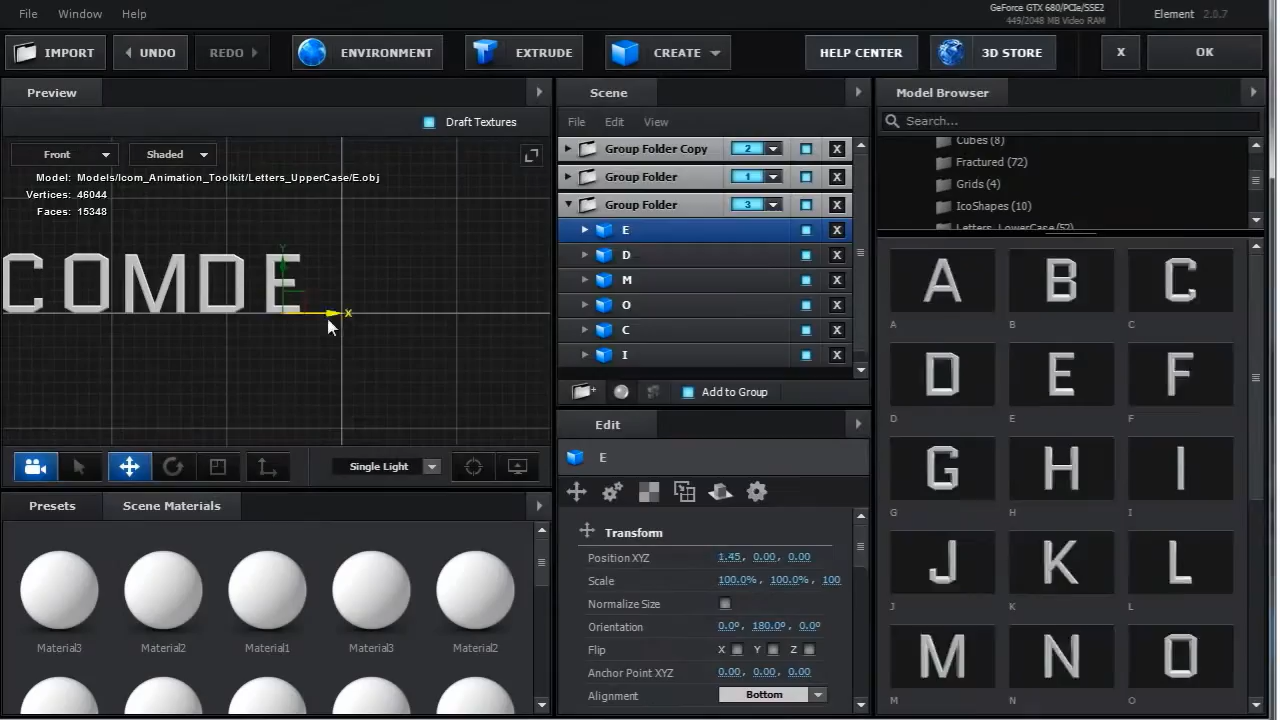 File Window Help
GeForce GTX 680/PCIe/SSE2
449/2048 MB Video RAM
Element 2.0.7
IMPORT UNDO REDO ENVIRONMENT EXTRUDE CREATE HELP CENTER 3D STORE X OK
Preview
Draft Textures
Front Shaded
Model: Models/Icom_Animation_Toolkit/Letters_UpperCase/E.obj
Vertices: 46044
Faces: 15348
COMDE
Y
X
Single Light
Presets Scene Materials
Material3 Material2 Material1 Material3 Material2
Scene
File Edit View
Group Folder Copy 2 X
Group Folder 1 X
Group Folder 3 X
E X
D X
M X
O X
C X
I X
Add to Group
Edit
E
Transform
Position XYZ 1.45, 0.00, 0.00
Scale 100.0%, 100.0%, 100
Normalize Size
Orientation 0.0°, 180.0°, 0.0°
Flip X Y Z
Anchor Point XYZ 0.00, 0.00, 0.00
Alignment Bottom
Model Browser
Search...
Cubes (8)
Fractured (72)
Grids (4)
IcoShapes (10)
Letters_LowerCase (52)
A B C
A B C
D E F
D E F
G H I
G H I
J K L
J K L
M N O
M N O